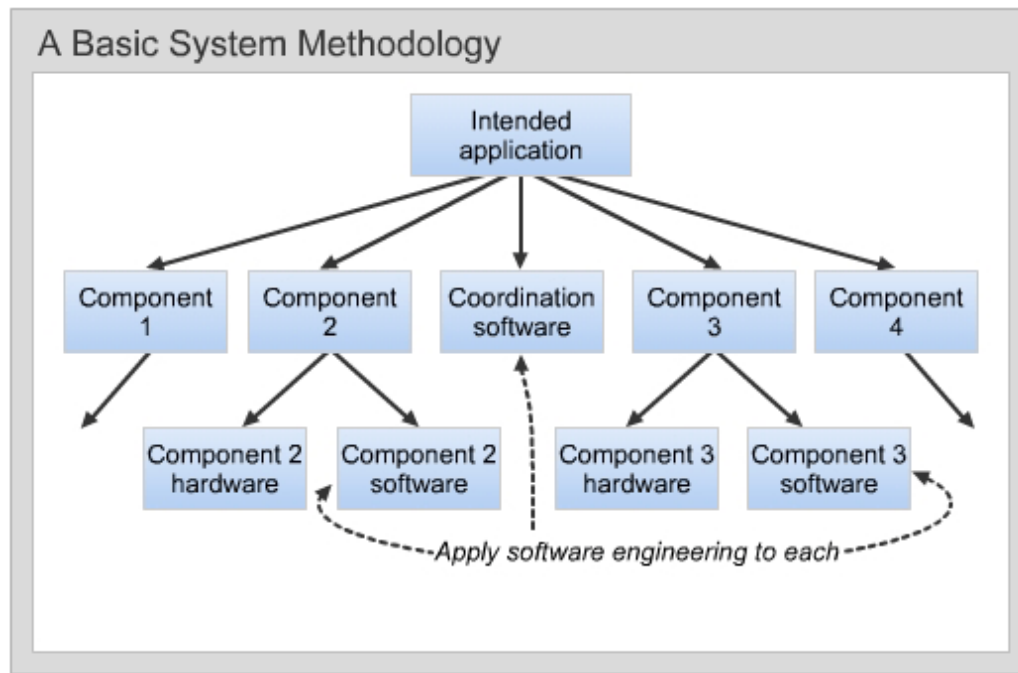 A Basic System Methodology
Intended
application
Component
1
Component
2
Coordination
software
Component
3
Component
4
Component 2
hardware
Component 2
software
Component 3
hardware
Component 3
software
Apply software engineering to each